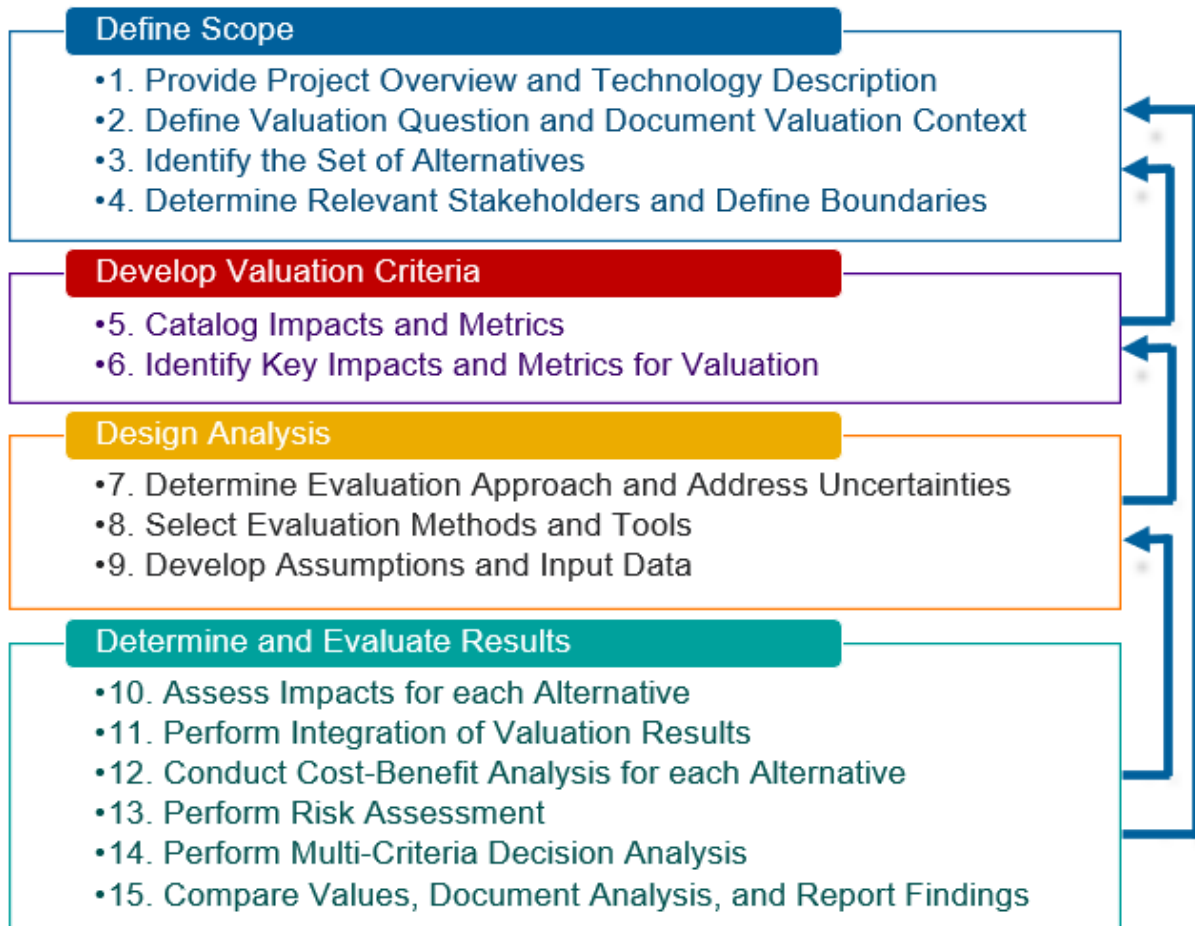 Define Scope
•1. Provide Project Overview and Technology Description
•2. Define Valuation Question and Document Valuation Context
•3. Identify the Set of Alternatives
•4. Determine Relevant Stakeholders and Define Boundaries
Develop Valuation Criteria
•5. Catalog Impacts and Metrics
•6. Identify Key Impacts and Metrics for Valuation
Design Analysis
•7. Determine Evaluation Approach and Address Uncertainties
•8. Select Evaluation Methods and Tools
•9. Develop Assumptions and Input Data
Determine and Evaluate Results
•10. Assess Impacts for each Alternative
•11. Perform Integration of Valuation Results
•12. Conduct Cost-Benefit Analysis for each Alternative
•13. Perform Risk Assessment
•14. Perform Multi-Criteria Decision Analysis
•15. Compare Values, Document Analysis, and Report Findings